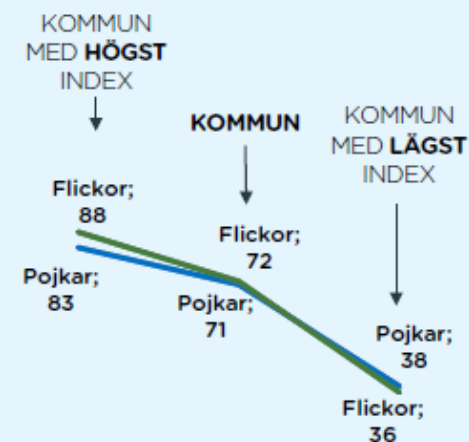 KOMMUN
MED HÖGST
INDEX
KOMMUN
KOMMUN
MED LÄGST
INDEX
Flickor;
88
Flickor;
72
Pojkar;
83
Pojkar;
71
Pojkar;
38
Flickor;
36